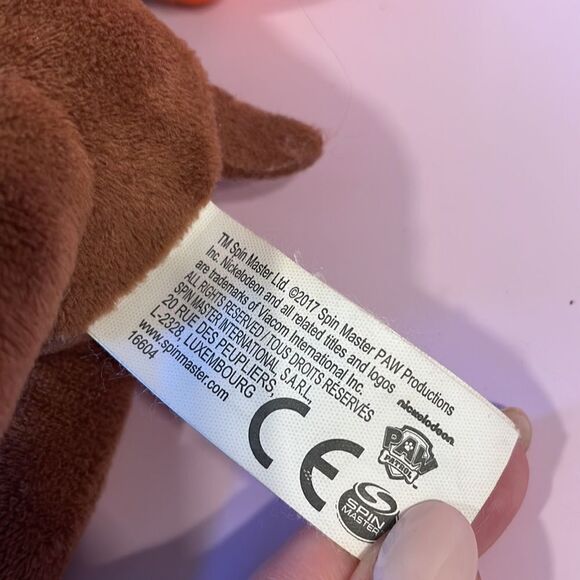 TM Spin Master Ltd. ©2017 Spin Master PAW Productions
Inc. Nickelodeon and all related titles and logos
are trademarks of Viacom International Inc.
ALL RIGHTS RESERVED / TOUS DROITS RESERVÉS
SPIN MASTER INTERNATIONAL, S.A.R.L.
20 RUE DES PEUPLIERS,
L-2328, LUXEMBOURG
www.spinmaster.com
16604
CE
nickelodeon
PAW
PATROL
TM
SPIN
MASTER